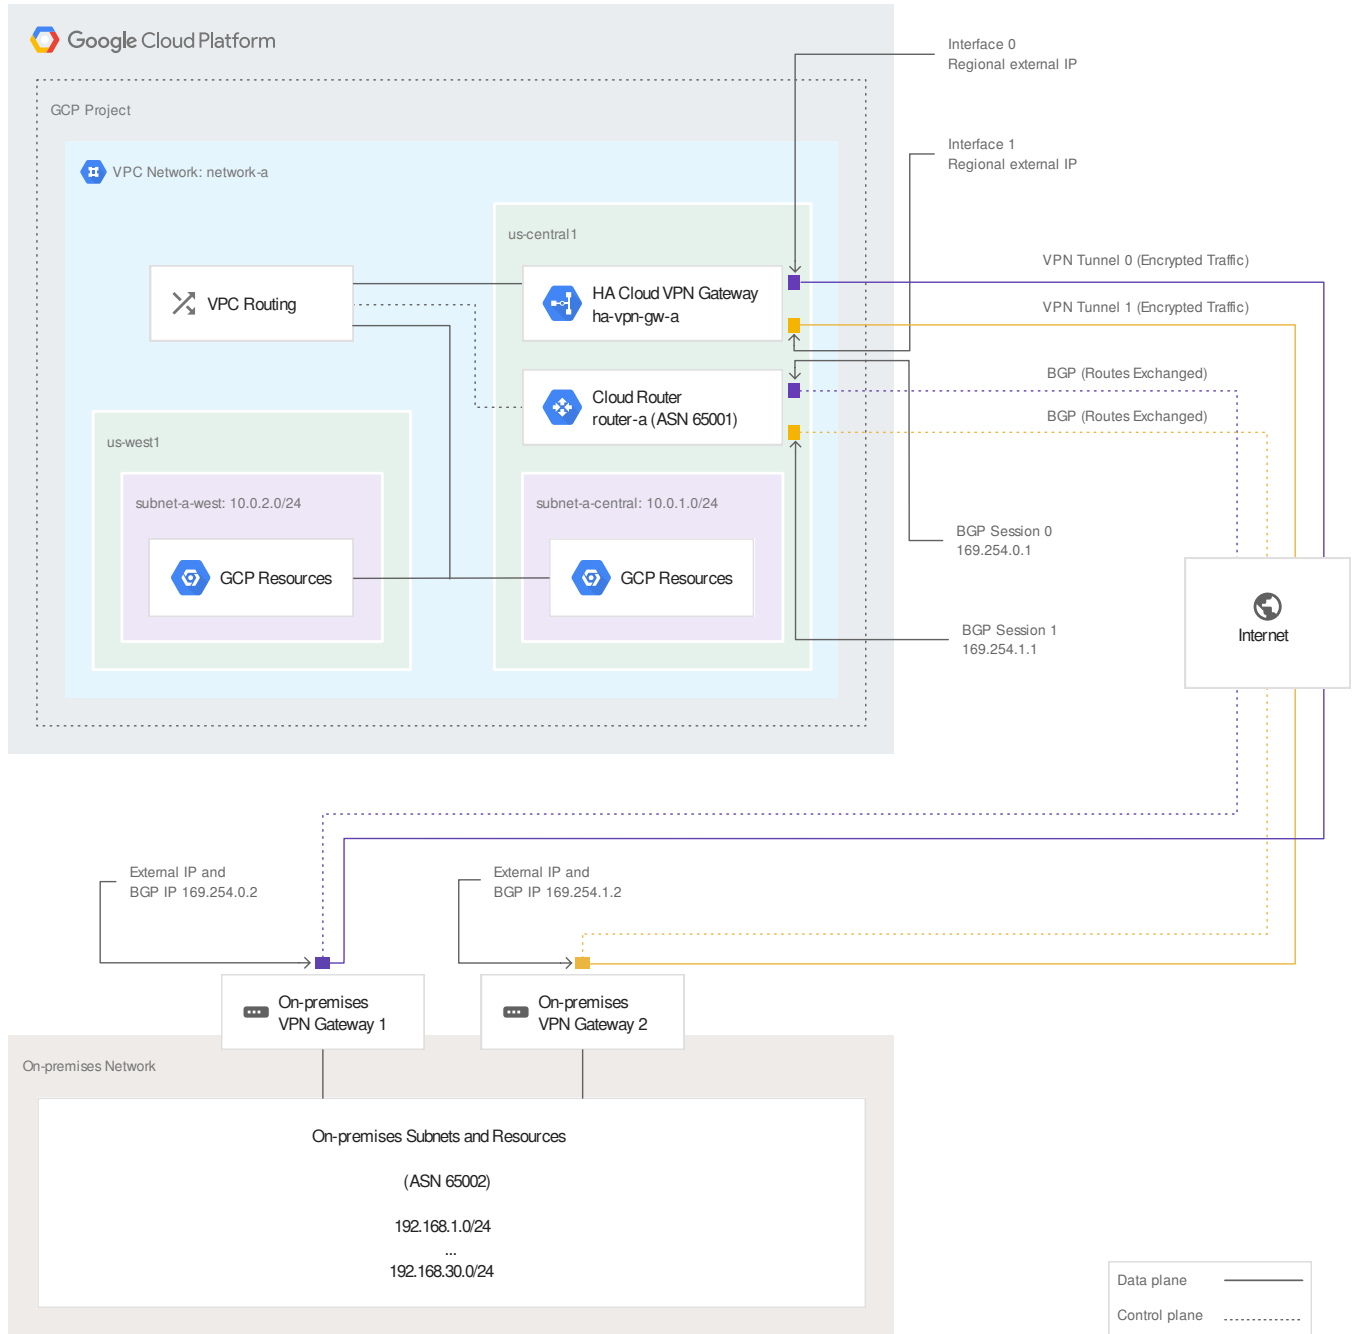 Google Cloud Platform
Interface 0
Regional external IP
GCP Project
Interface 1
Regional external IP
VPC Network: network-a
us-central1
VPN Tunnel 0 (Encrypted Traffic)
VPC Routing
HA Cloud VPN Gateway
ha-vpn-gw-a
VPN Tunnel 1 (Encrypted Traffic)
BGP (Routes Exchanged)
Cloud Router
router-a (ASN 65001)
BGP (Routes Exchanged)
us-west1
subnet-a-west: 10.0.2.0/24
subnet-a-central: 10.0.1.0/24
BGP Session 0
169.254.0.1
GCP Resources
GCP Resources
BGP Session 1
169.254.1.1
Internet
External IP and
BGP IP 169.254.0.2
External IP and
BGP IP 169.254.1.2
On-premises
VPN Gateway 1
On-premises
VPN Gateway 2
On-premises Network
On-premises Subnets and Resources
(ASN 65002)
192.168.1.0/24
...
192.168.30.0/24
Data plane
Control plane